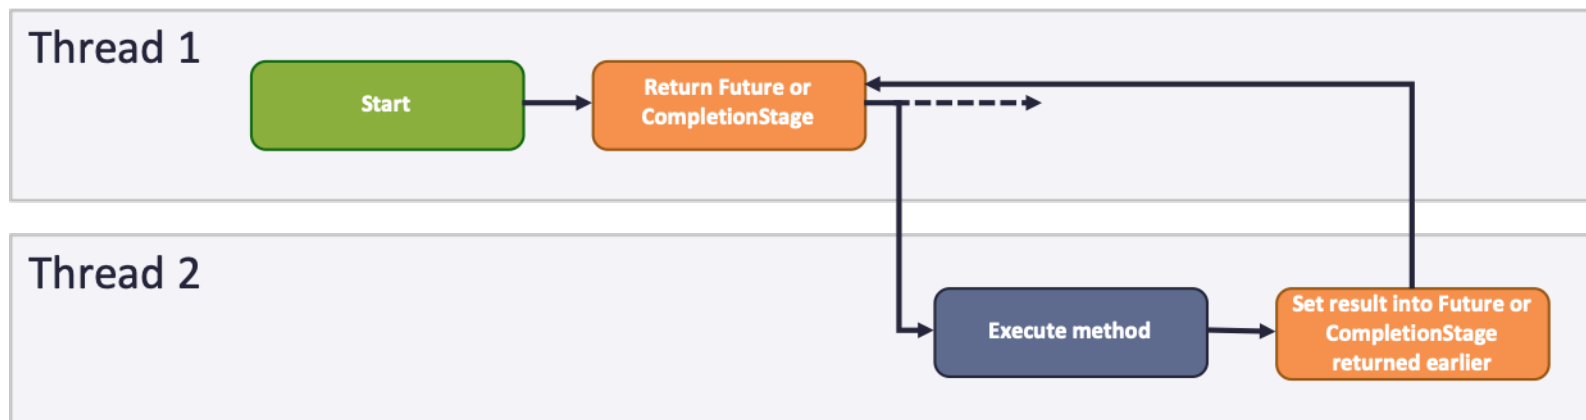 Thread 1
Start
Return Future or
CompletionStage
Thread 2
Execute method
Set result into Future or
CompletionStage
returned earlier